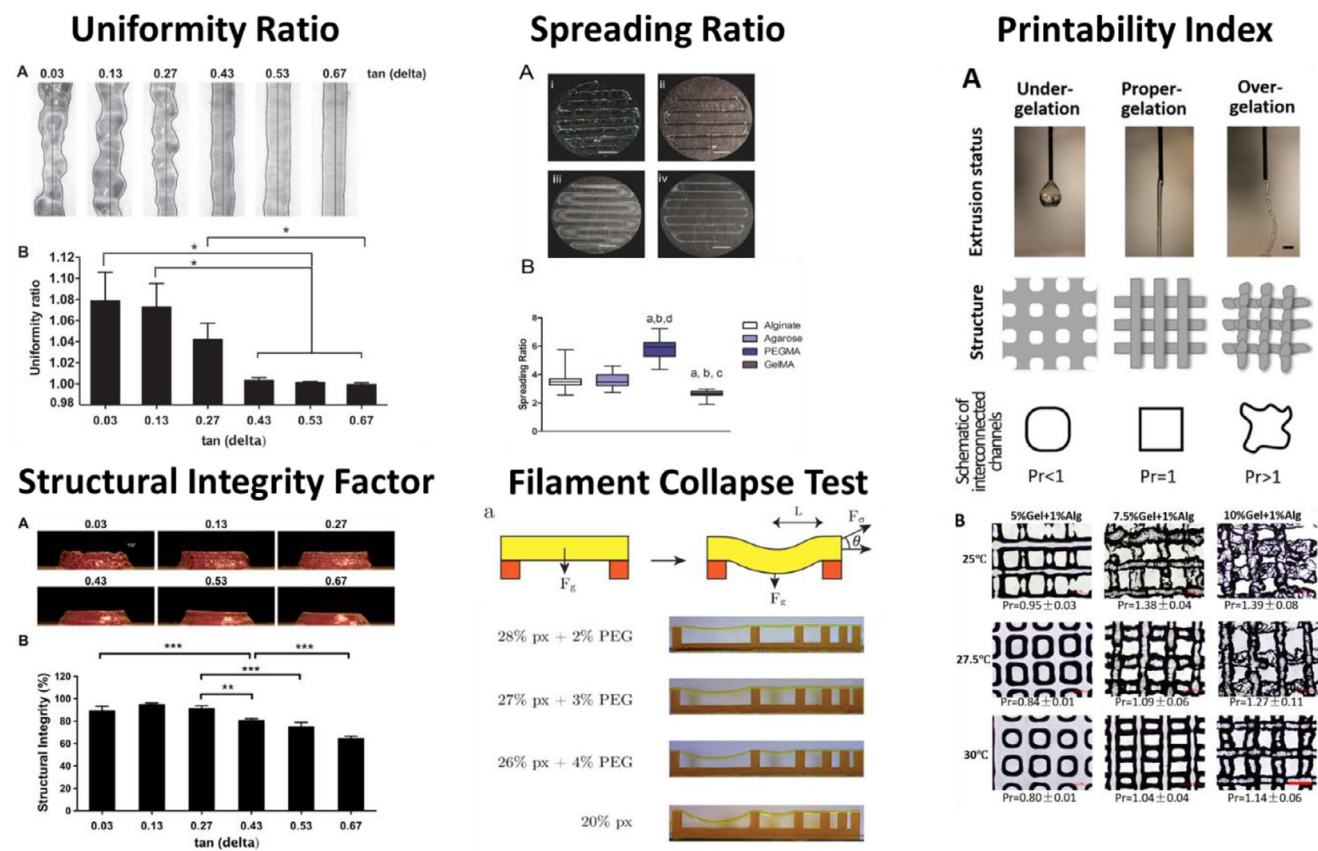 Uniformity Ratio
A 0.03 0.13 0.27 0.43 0.53 0.67 tan (delta)
B
*
*
*
1.12
1.10
1.08
1.06
1.04
1.02
1.00
0.98
Uniformity ratio
0.03 0.13 0.27 0.43 0.53 0.67
tan (delta)
Spreading Ratio
A
i ii
iii iv
B
8
6
4
2
0
Spreading Ratio
a,b,d
a, b, c
Alginate
Agarose
PEGMA
GelMA
Printability Index
A
Under-gelation
Proper-gelation
Over-gelation
Extrusion status
Structure
Schematic of interconnected channels
Pr<1 Pr=1 Pr>1
B 5%Gel+1%Alg 7.5%Gel+1%Alg 10%Gel+1%Alg
25℃
Pr=0.95±0.03 Pr=1.38±0.04 Pr=1.39±0.08
27.5℃
Pr=0.84±0.01 Pr=1.09±0.06 Pr=1.27±0.11
30℃
Pr=0.80±0.01 Pr=1.04±0.04 Pr=1.14±0.06
Structural Integrity Factor
A 0.03 0.13 0.27
0.43 0.53 0.67
B
*** ***
***
**
120
100
80
60
40
20
0
Structural Integrity (%)
0.03 0.13 0.27 0.43 0.53 0.67
tan (delta)
Filament Collapse Test
a
L
Fσ
θ
Fg
Fg
28% px + 2% PEG
27% px + 3% PEG
26% px + 4% PEG
20% px